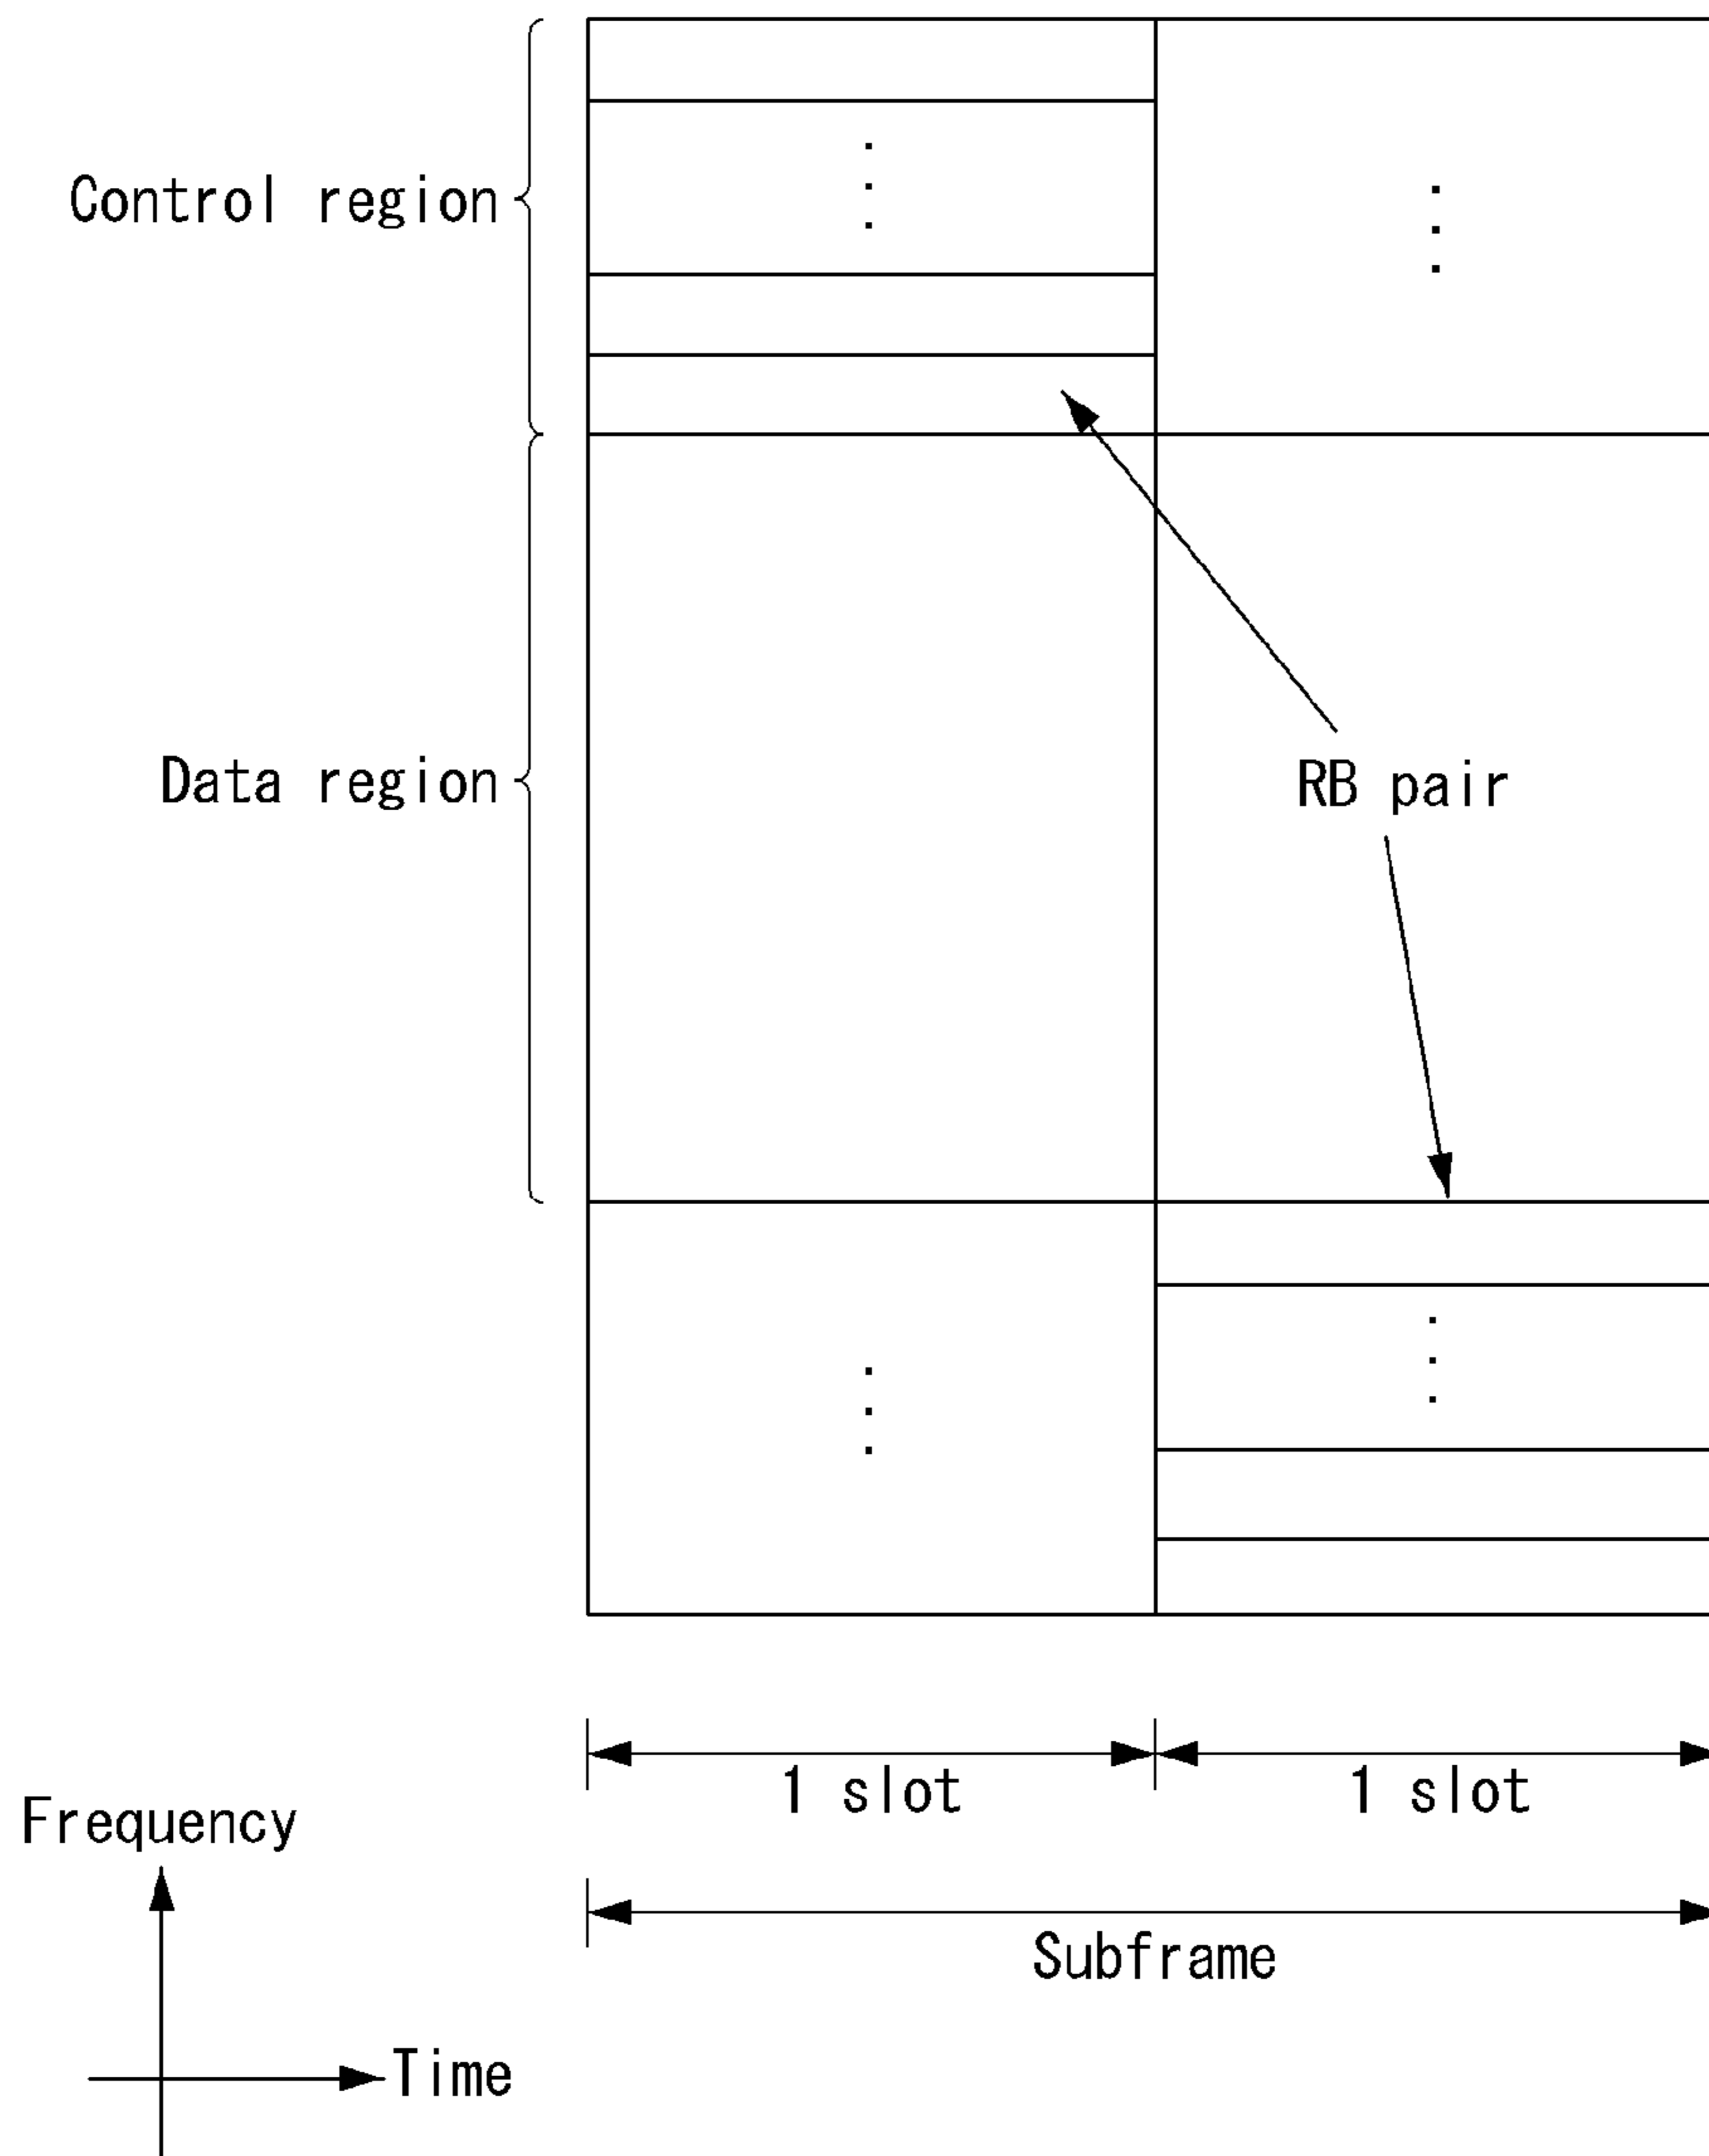 Control region
Data region
RB pair
1 slot
1 slot
Frequency
Subframe
Time